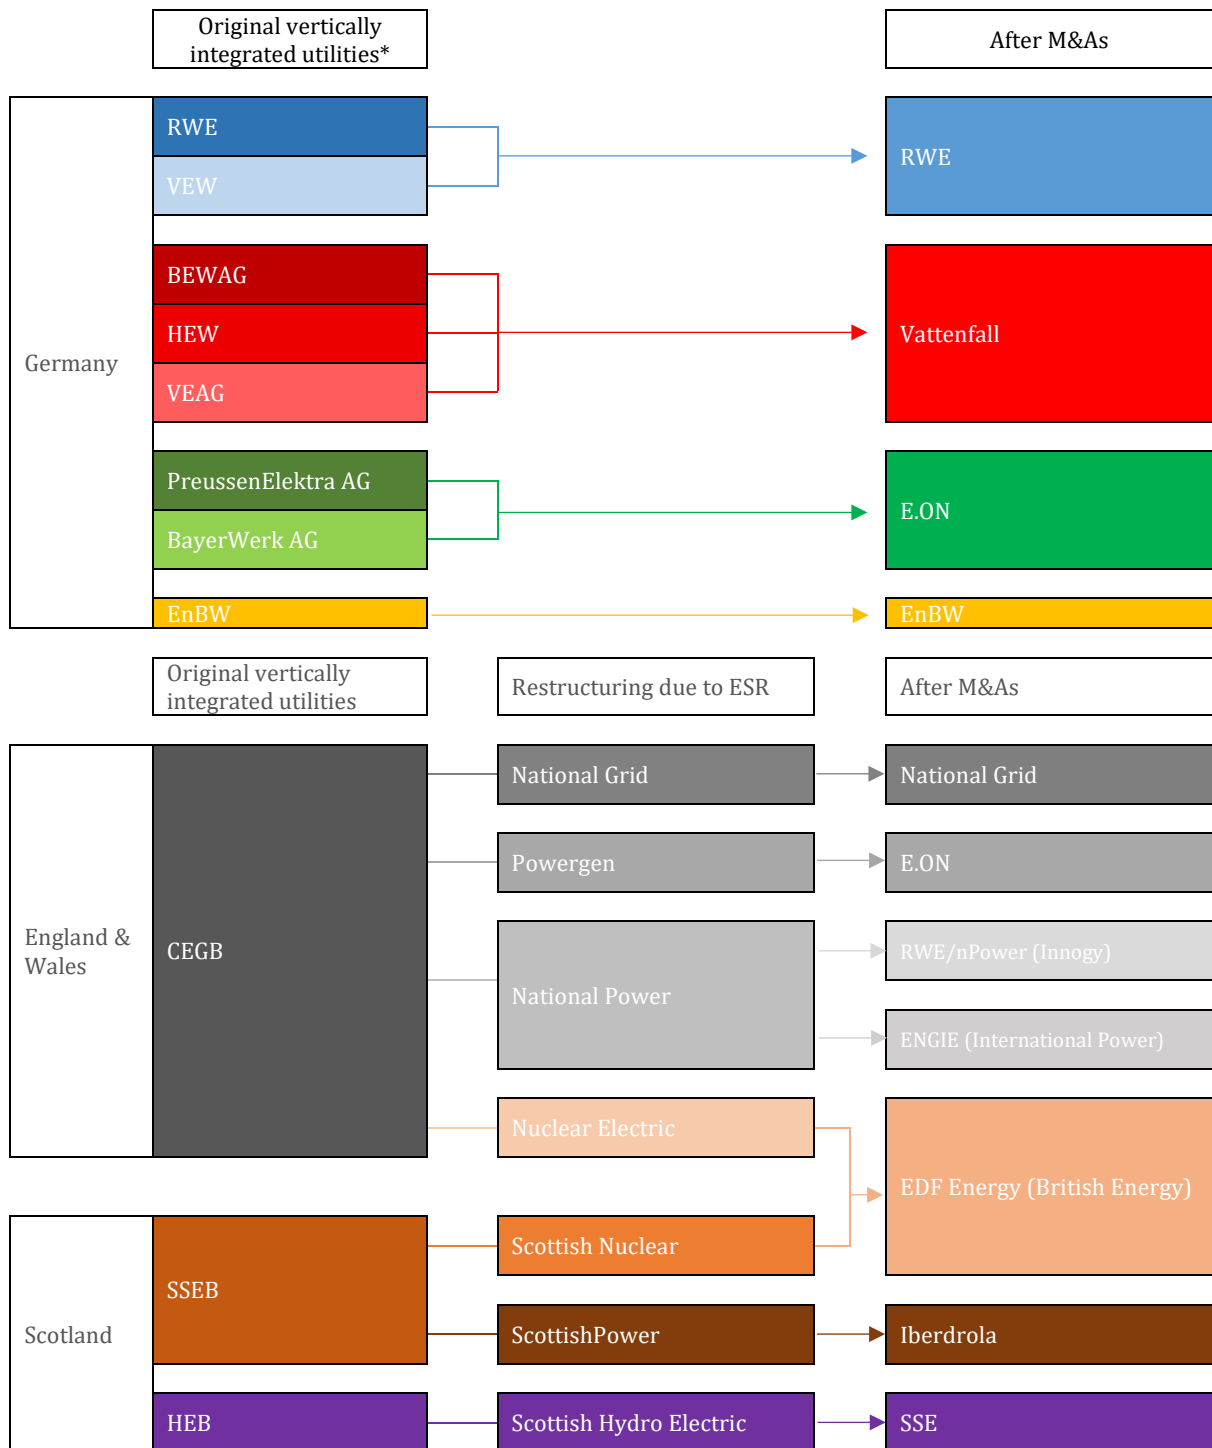 Original vertically
integrated utilities*
After M&As
Germany
RWE
VEW
RWE
BEWAG
HEW
VEAG
Vattenfall
PreussenElektra AG
BayerWerk AG
E.ON
EnBW
EnBW
Original vertically
integrated utilities
Restructuring due to ESR
After M&As
England &
Wales
CEGB
National Grid
National Grid
Powergen
E.ON
National Power
RWE/nPower (Innogy)
ENGIE (International Power)
Nuclear Electric
EDF Energy (British Energy)
Scotland
SSEB
Scottish Nuclear
ScottishPower
Iberdrola
HEB
Scottish Hydro Electric
SSE